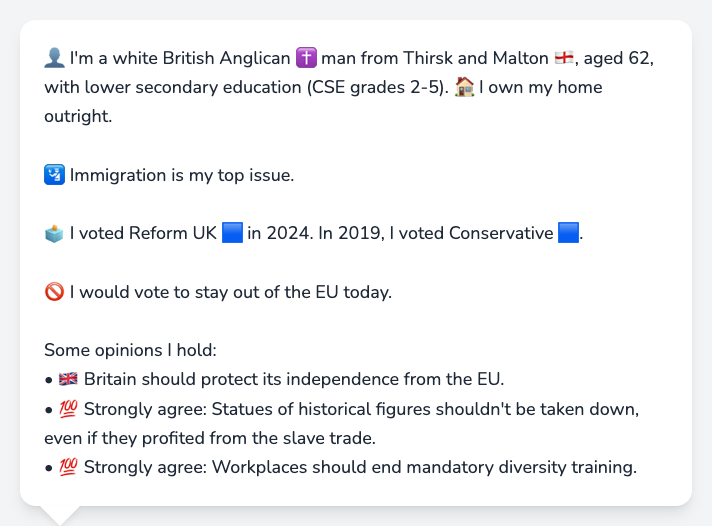 👤 I'm a white British Anglican ✝️ man from Thirsk and Malton 🏴󠁧󠁢󠁥󠁮󠁧󠁿, aged 62,
with lower secondary education (CSE grades 2-5). 🏠 I own my home
outright.
🛂 Immigration is my top issue.
🗳️ I voted Reform UK 🟦 in 2024. In 2019, I voted Conservative 🟦.
🚫 I would vote to stay out of the EU today.
Some opinions I hold:
• 🇬🇧 Britain should protect its independence from the EU.
• 💯 Strongly agree: Statues of historical figures shouldn't be taken down,
even if they profited from the slave trade.
• 💯 Strongly agree: Workplaces should end mandatory diversity training.